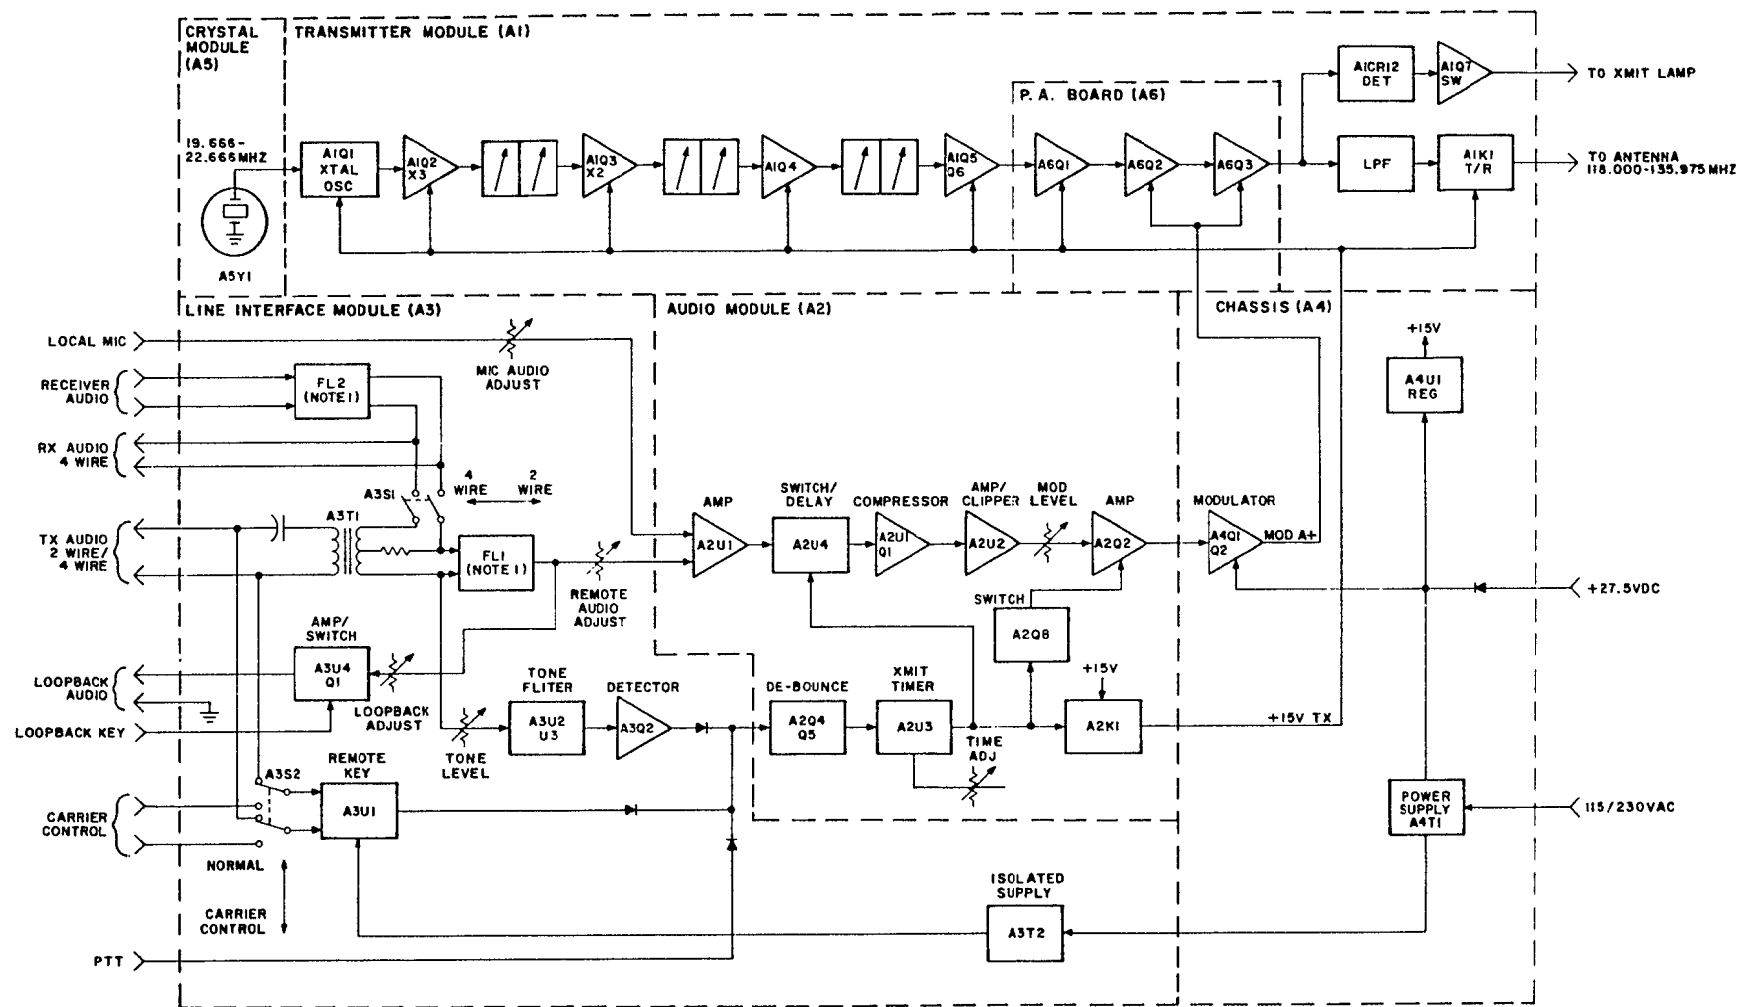 CRYSTAL
MODULE
(A5)
TRANSMITTER MODULE (A1)
P.A. BOARD (A6)
A1CR12
DET
A1Q7
SW
TO XMIT LAMP
19.666-
22.666MHZ
A1Q1
XTAL
OSC
A1Q2
X3
A1Q3
X2
A1Q4
A1Q5
Q6
A6Q1
A6Q2
A6Q3
LPF
A1K1
T/R
TO ANTENNA
118.000-135.975MHZ
A5Y1
LINE INTERFACE MODULE (A3)
AUDIO MODULE (A2)
CHASSIS (A4)
LOCAL MIC
MIC AUDIO
ADJUST
+15V
A4U1
REG
RECEIVER
AUDIO
FL2
(NOTE 1)
RX AUDIO
4 WIRE
A3S1
4
WIRE
2
WIRE
A3T1
TX AUDIO
2 WIRE/
4 WIRE
FL1
(NOTE 1)
REMOTE
AUDIO
ADJUST
AMP
A2U1
SWITCH/
DELAY
A2U4
COMPRESSOR
A2U1
Q1
AMP/
CLIPPER
A2U2
MOD
LEVEL
AMP
A2Q2
MODULATOR
A4Q1
Q2
MOD A+
+27.5VDC
SWITCH
A2Q8
AMP/
SWITCH
A3U4
Q1
LOOPBACK
AUDIO
LOOPBACK
ADJUST
LOOPBACK KEY
TONE
FLITER
A3U2
U3
TONE
LEVEL
DETECTOR
A3Q2
DE-BOUNCE
A2Q4
Q5
XMIT
TIMER
A2U3
TIME
ADJ
+15V
A2K1
+15V TX
A3S2
REMOTE
KEY
A3U1
CARRIER
CONTROL
NORMAL
CARRIER
CONTROL
POWER
SUPPLY
A4T1
115/230VAC
ISOLATED
SUPPLY
A3T2
PTT